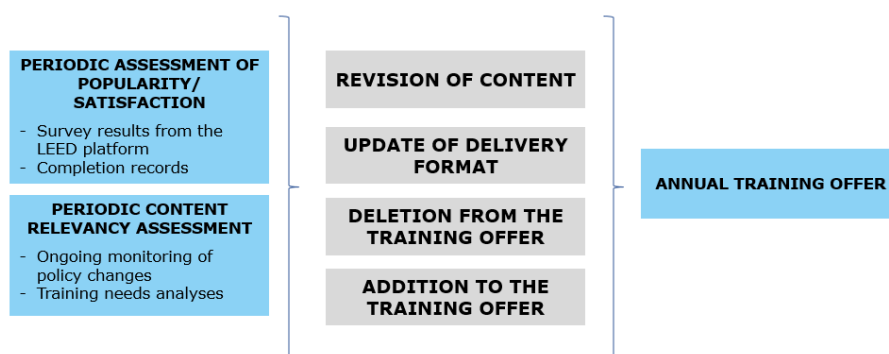 PERIODIC ASSESSMENT OF
POPULARITY/
SATISFACTION
- Survey results from the
LEED platform
- Completion records
PERIODIC CONTENT
RELEVANCY ASSESSMENT
- Ongoing monitoring of
policy changes
- Training needs analyses
REVISION OF CONTENT
UPDATE OF DELIVERY
FORMAT
DELETION FROM THE
TRAINING OFFER
ADDITION TO THE
TRAINING OFFER
ANNUAL TRAINING OFFER